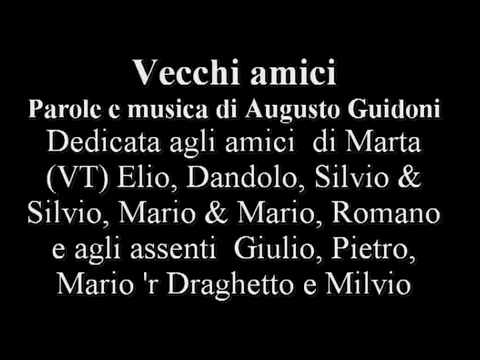 Vecchi amici
Parole e musica di Augusto Guidoni
Dedicata agli amici di Marta
(VT) Elio, Dandolo, Silvio &
Silvio, Mario & Mario, Romano
e agli assenti Giulio, Pietro,
Mario 'r Draghetto e Milvio